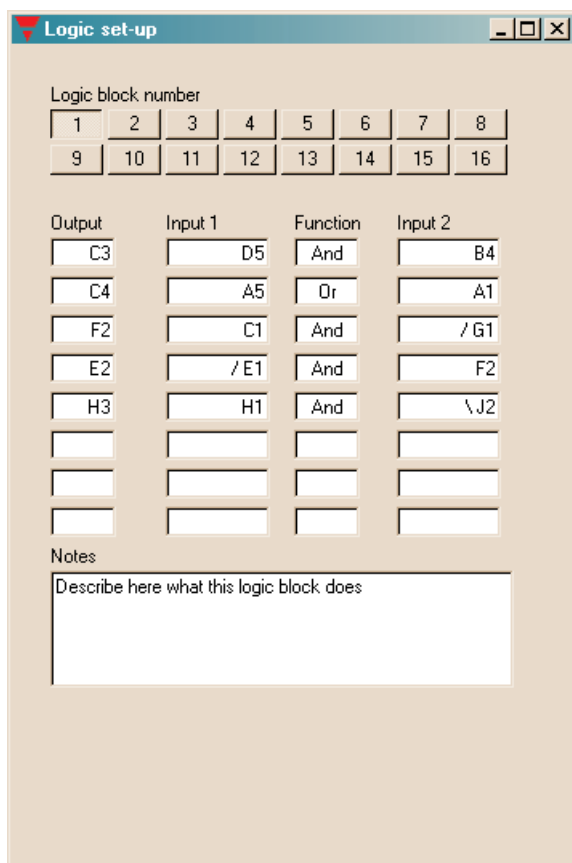 Logic set-up
Logic block number
1 2 3 4 5 6 7 8
9 10 11 12 13 14 15 16
Output Input 1 Function Input 2
C3 D5 And B4
C4 A5 Or A1
F2 C1 And / G1
E2 / E1 And F2
H3 H1 And \ J2
Notes
Describe here what this logic block does